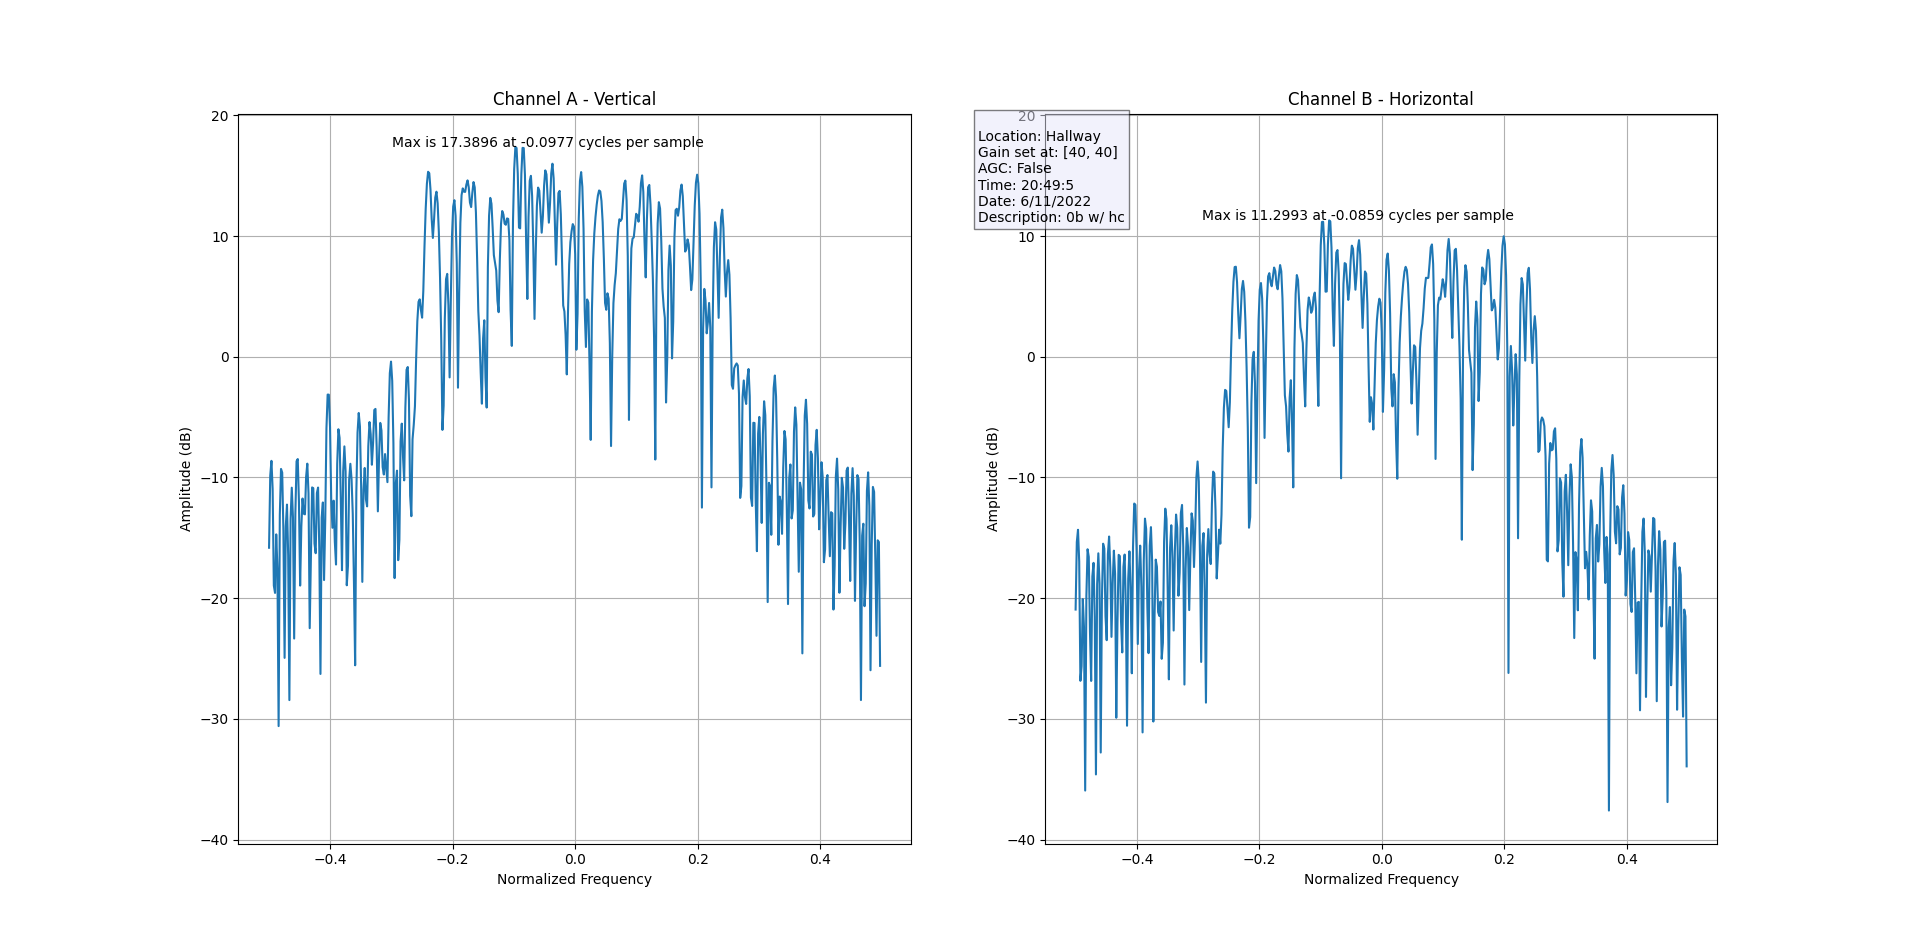 Channel A - Vertical
Max is 17.3896 at -0.0977 cycles per sample
20
10
0
−10
−20
−30
−40
Amplitude (dB)
−0.4 −0.2 0.0 0.2 0.4
Normalized Frequency
Channel B - Horizontal
Location: Hallway
Gain set at: [40, 40]
AGC: False
Time: 20:49:5
Date: 6/11/2022
Description: 0b w/ hc
Max is 11.2993 at -0.0859 cycles per sample
20
10
0
−10
−20
−30
−40
Amplitude (dB)
−0.4 −0.2 0.0 0.2 0.4
Normalized Frequency